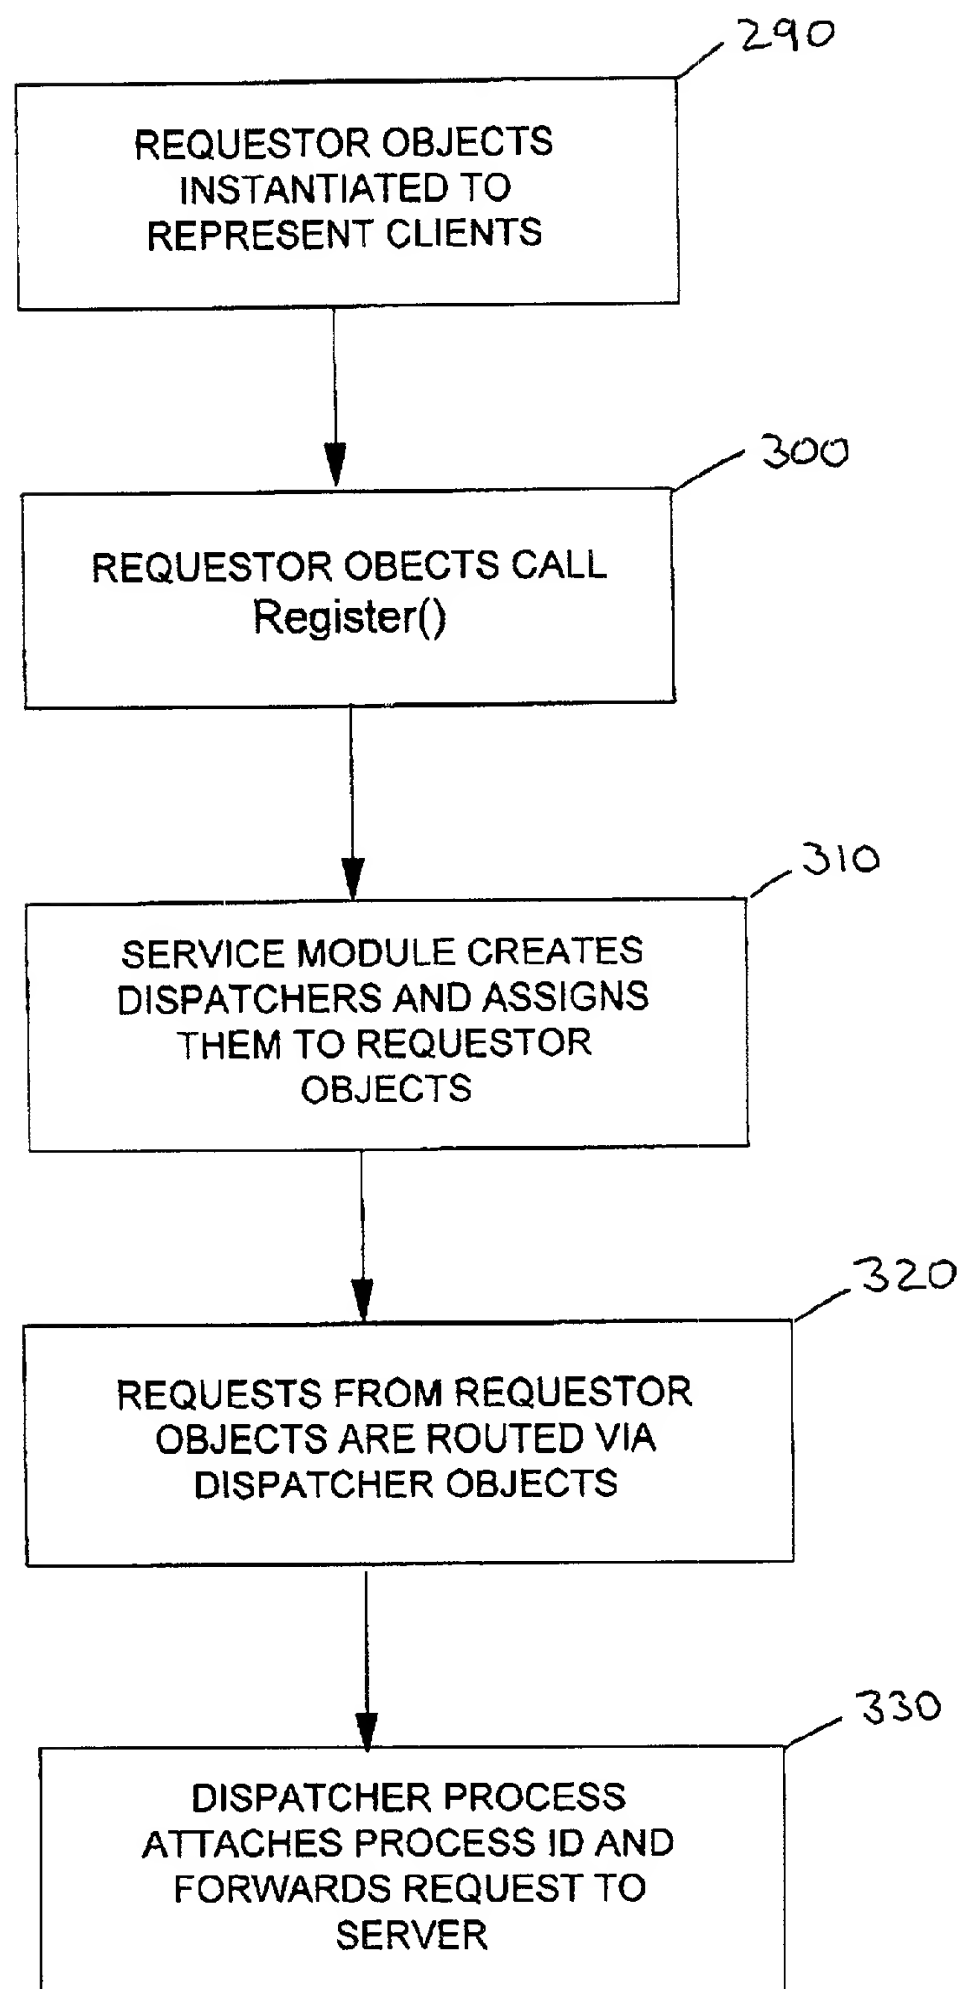 290
REQUESTOR OBJECTS
INSTANTIATED TO
REPRESENT CLIENTS
300
REQUESTOR OBECTS CALL
Register()
310
SERVICE MODULE CREATES
DISPATCHERS AND ASSIGNS
THEM TO REQUESTOR
OBJECTS
320
REQUESTS FROM REQUESTOR
OBJECTS ARE ROUTED VIA
DISPATCHER OBJECTS
330
DISPATCHER PROCESS
ATTACHES PROCESS ID AND
FORWARDS REQUEST TO
SERVER